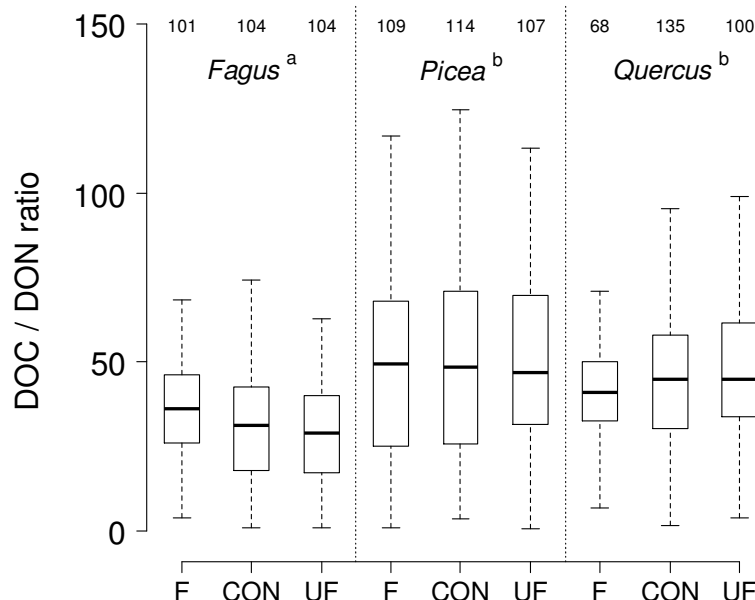 150
101 104 104 109 114 107 68 135 100
Fagus a Picea b Quercus b
100
50
0
DOC / DON ratio
F CON UF F CON UF F CON UF